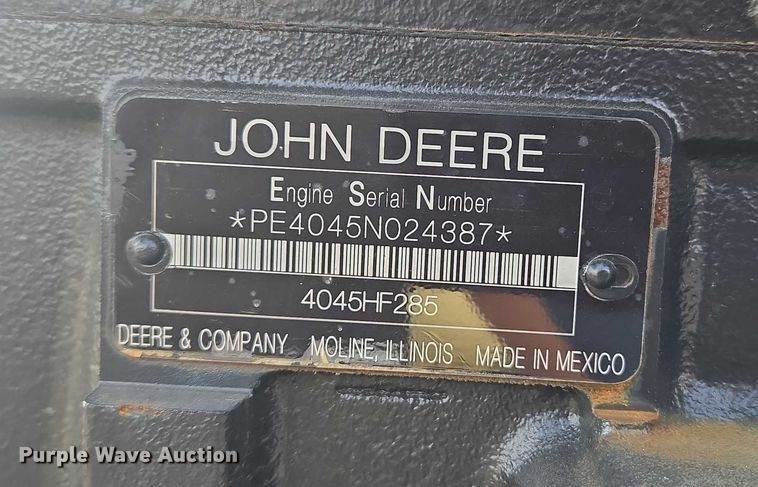 JOHN DEERE
Engine Serial Number
*PE4045N024387*
4045HF285
DEERE & COMPANY MOLINE, ILLINOIS MADE IN MEXICO
Purple Wave Auction